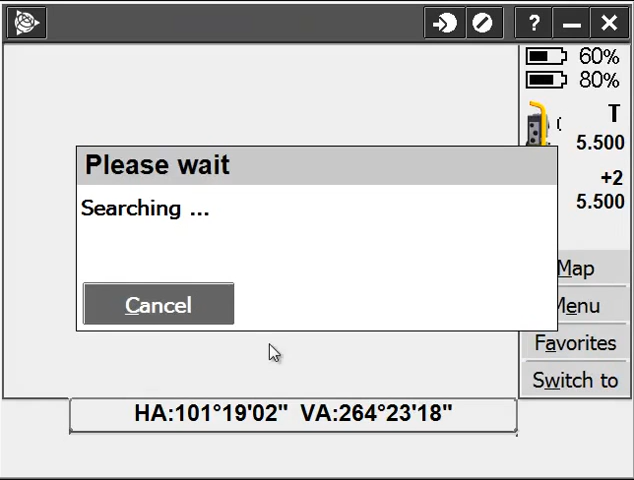 ?
60%
80%
T
5.500
+2
5.500
Please wait
Searching ...
Cancel
Map
Menu
Favorites
Switch to
HA:101°19'02" VA:264°23'18"